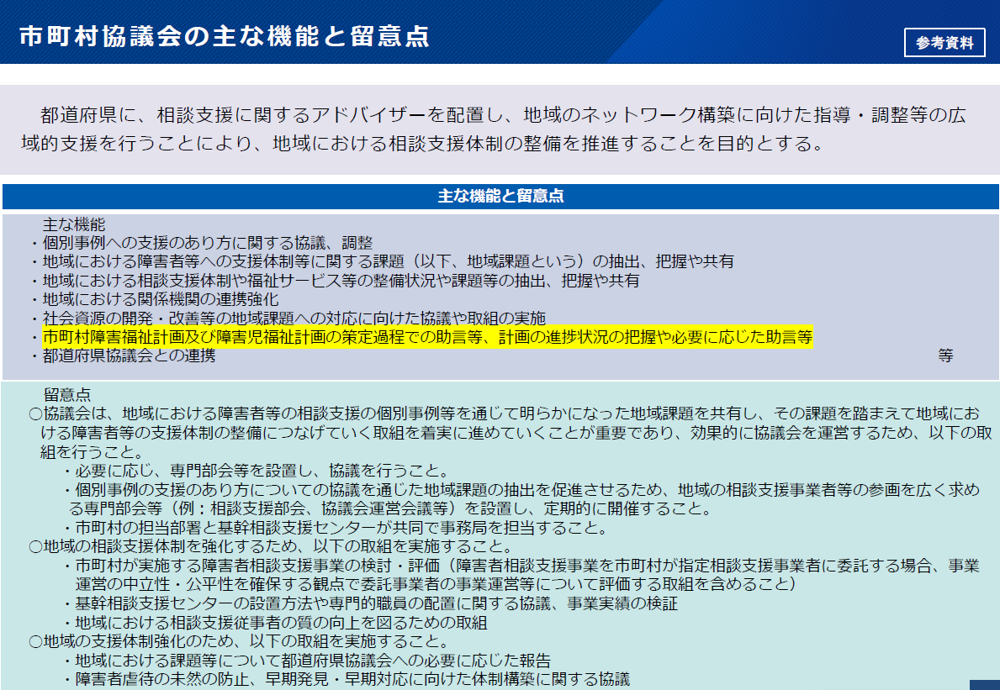 市町村協議会の主な機能と留意点
参考資料
都道府県に、相談支援に関するアドバイザーを配置し、地域のネットワーク構築に向けた指導・調整等の広
域的支援を行うことにより、地域における相談支援体制の整備を推進することを目的とする。
主な機能と留意点
主な機能
・個別事例への支援のあり方に関する協議、調整
・地域における障害者等への支援体制等に関する課題（以下、地域課題という）の抽出、把握や共有
・地域における相談支援体制や福祉サービス等の整備状況や課題等の抽出、把握や共有
・地域における関係機関の連携強化
・社会資源の開発・改善等の地域課題への対応に向けた協議や取組の実施
・市町村障害福祉計画及び障害児福祉計画の策定過程での助言等、計画の進捗状況の把握や必要に応じた助言等
・都道府県協議会との連携 等
留意点
○協議会は、地域における障害者等の相談支援の個別事例等を通じて明らかになった地域課題を共有し、その課題を踏まえて地域にお
ける障害者等の支援体制の整備につなげていく取組を着実に進めていくことが重要であり、効果的に協議会を運営するため、以下の取
組を行うこと。
・必要に応じ、専門部会等を設置し、協議を行うこと。
・個別事例の支援のあり方についての協議を通じた地域課題の抽出を促進させるため、地域の相談支援事業者等の参画を広く求め
る専門部会等（例：相談支援部会、協議会運営会議等）を設置し、定期的に開催すること。
・市町村の担当部署と基幹相談支援センターが共同で事務局を担当すること。
○地域の相談支援体制を強化するため、以下の取組を実施すること。
・市町村が実施する障害者相談支援事業の検討・評価（障害者相談支援事業を市町村が指定相談支援事業者に委託する場合、事業
運営の中立性・公平性を確保する観点で委託事業者の事業運営等について評価する取組を含めること）
・基幹相談支援センターの設置方法や専門的職員の配置に関する協議、事業実績の検証
・地域における相談支援従事者の質の向上を図るための取組
○地域の支援体制強化のため、以下の取組を実施すること。
・地域における課題等について都道府県協議会への必要に応じた報告
・障害者虐待の未然の防止、早期発見・早期対応に向けた体制構築に関する協議